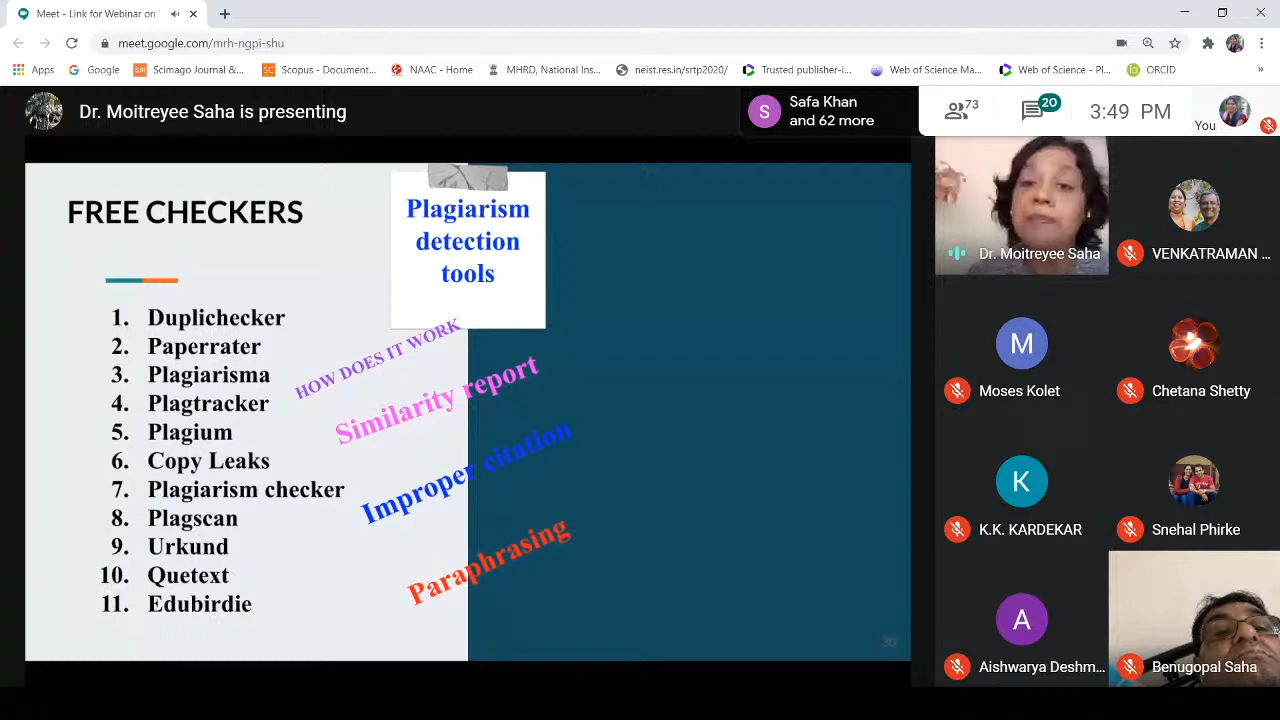 Meet - Link for Webinar on
meet.google.com/mrh-ngpi-shu
Apps
Google
SJR
Scimago Journal &...
SC
Scopus - Document...
NAAC - Home
MHRD, National Ins...
neist.res.in/srtp2020/
Trusted publisher-i...
Web of Science Ma...
Web of Science - Pl...
iD
ORCID
»
Dr. Moitreyee Saha is presenting
S
Safa Khan
and 62 more
73
20
3:49 PM
You
FREE CHECKERS
1. Duplichecker
2. Paperrater
3. Plagiarisma
4. Plagtracker
5. Plagium
6. Copy Leaks
7. Plagiarism checker
8. Plagscan
9. Urkund
10. Quetext
11. Edubirdie
Plagiarism
detection
tools
HOW DOES IT WORK
Similarity report
Improper citation
Paraphrasing
30
Dr. Moitreyee Saha
VENKATRAMAN ...
M
Moses Kolet
Chetana Shetty
K
K.K. KARDEKAR
Snehal Phirke
A
Aishwarya Deshm...
Benugopal Saha